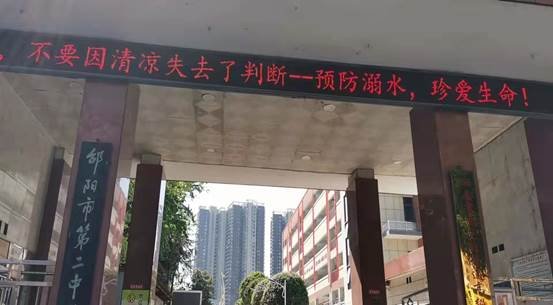 ，不要因清凉失去了判断--预防溺水，珍爱生命！
邵阳市第二中